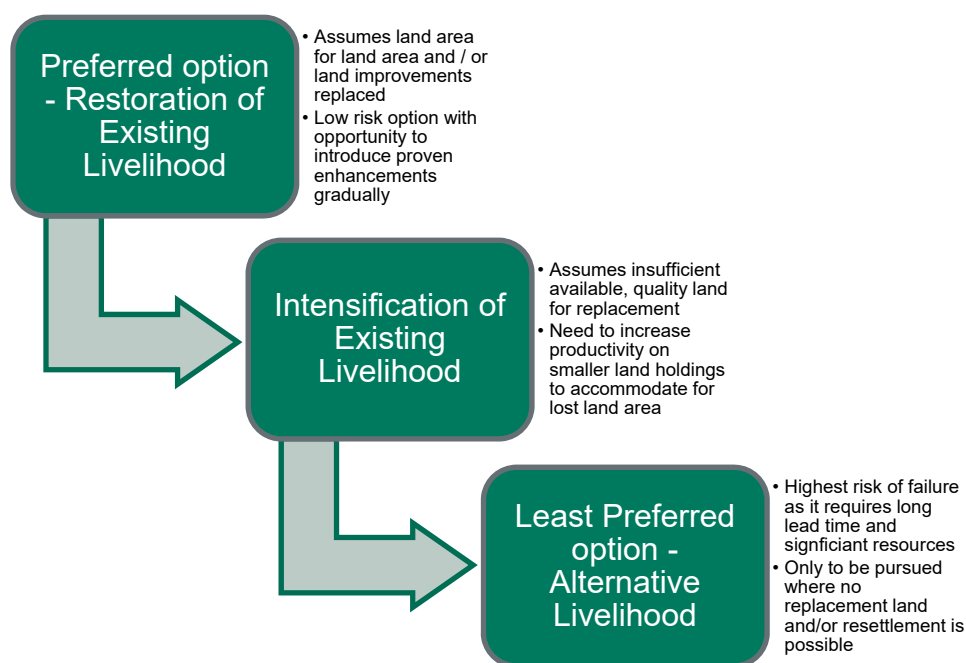 Preferred option
- Restoration of
Existing
Livelihood
• Assumes land area
for land area and / or
land improvements
replaced
• Low risk option with
opportunity to
introduce proven
enhancements
gradually
Intensification of
Existing
Livelihood
• Assumes insufficient
available, quality land
for replacement
• Need to increase
productivity on
smaller land holdings
to accommodate for
lost land area
Least Preferred
option -
Alternative
Livelihood
• Highest risk of failure
as it requires long
lead time and
signficiant resources
• Only to be pursued
where no
replacement land
and/or resettlement is
possible